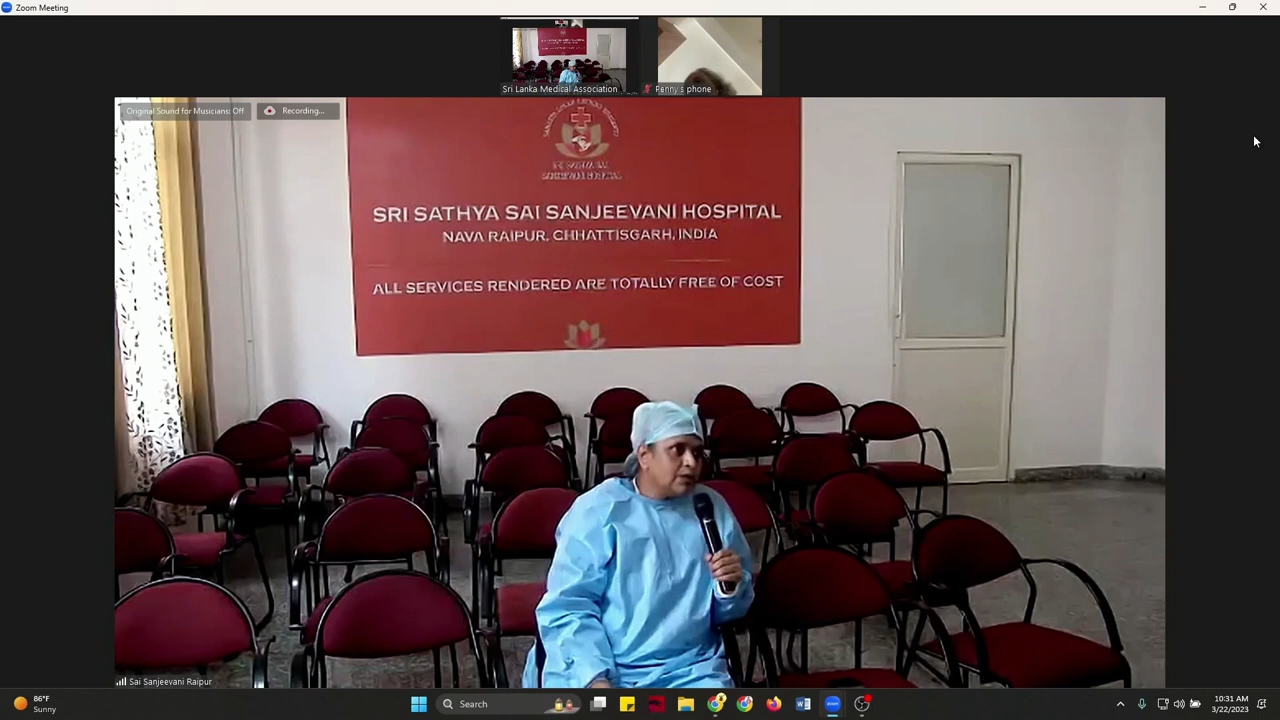 Zoom Meeting
Sri Lanka Medical Association
Penny's phone
Original Sound for Musicians: Off
Recording...
SRI SATHYA SAI SANJEEVANI HOSPITAL
NAVA RAIPUR, CHHATTISGARH, INDIA
ALL SERVICES RENDERED ARE TOTALLY FREE OF COST
Sai Sanjeevani Raipur
86°F
Sunny
Search
10:31 AM
3/22/2023